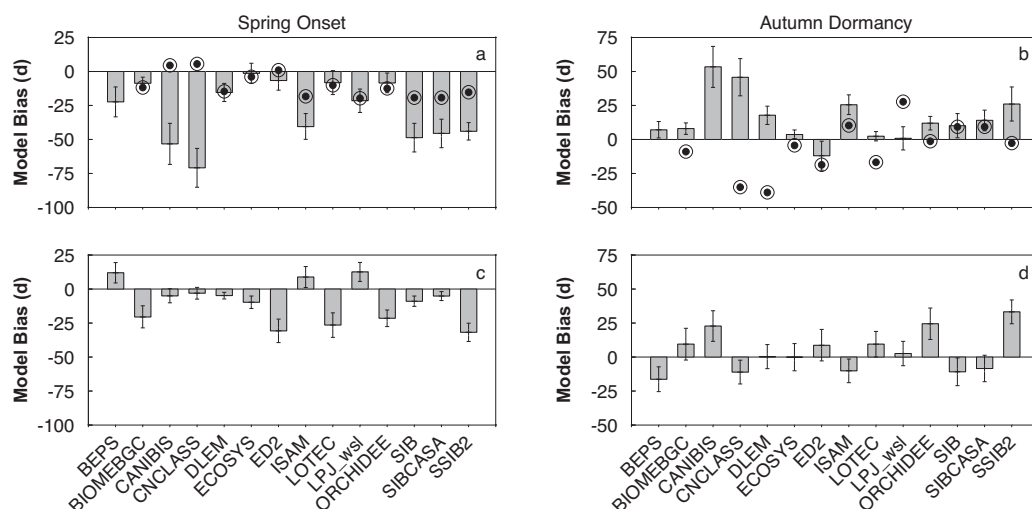 Spring Onset
Autumn Dormancy
Model Bias (d)
25
0
-25
-50
-75
-100
a
Model Bias (d)
75
50
25
0
-25
-50
b
Model Bias (d)
25
0
-25
-50
-75
-100
c
Model Bias (d)
75
50
25
0
-25
-50
d
BEPS
BIOMEBGC
CANIBIS
CNCLASS
DLEM
ECOSYS
ED2
ISAM
LOTEC
LPJ_wsl
ORCHIDEE
SIB
SIBCASA
SSIB2
BEPS
BIOMEBGC
CANIBIS
CNCLASS
DLEM
ECOSYS
ED2
ISAM
LOTEC
LPJ_wsl
ORCHIDEE
SIB
SIBCASA
SSIB2